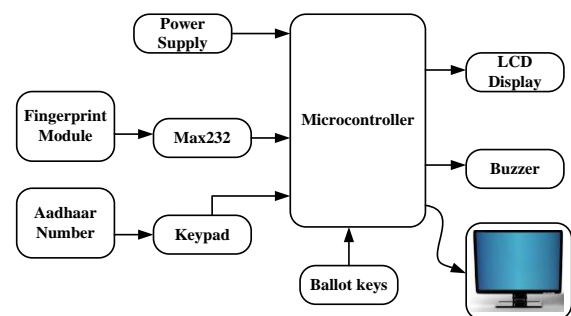 Power
Supply
Fingerprint
Module
Max232
Aadhaar
Number
Keypad
Microcontroller
Ballot keys
LCD
Display
Buzzer